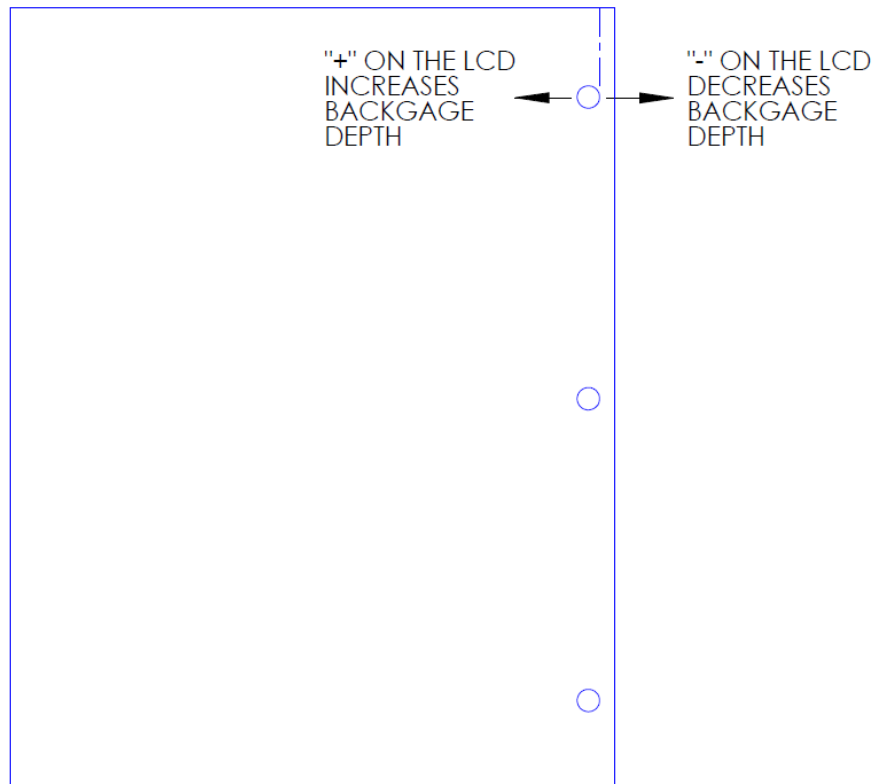 "+" ON THE LCD
INCREASES
BACKGAGE
DEPTH
"-" ON THE LCD
DECREASES
BACKGAGE
DEPTH